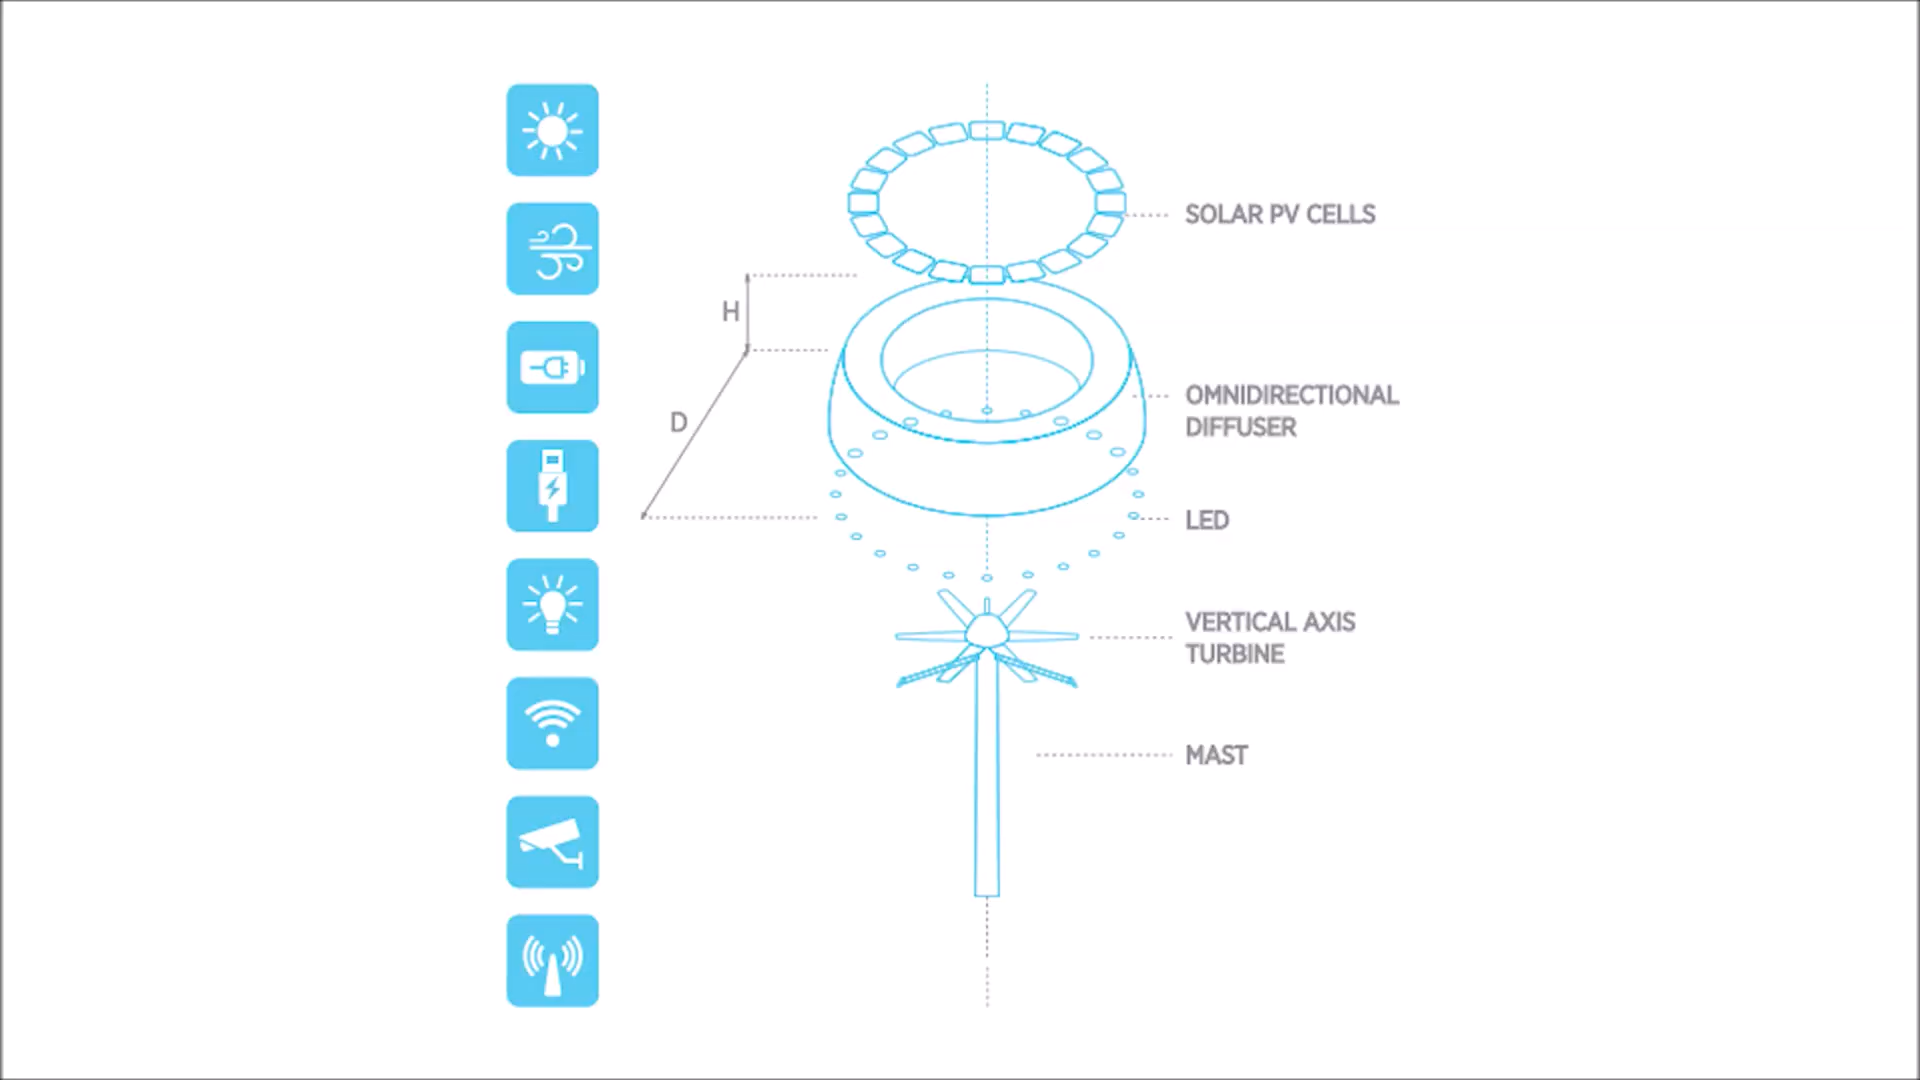 SOLAR PV CELLS
H
D
OMNIDIRECTIONAL
DIFFUSER
LED
VERTICAL AXIS
TURBINE
MAST